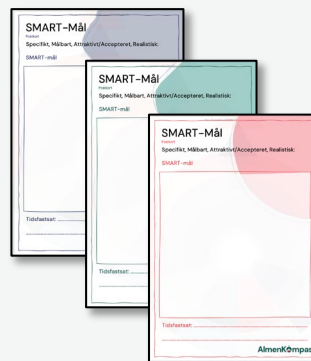 SMART-Mål
Specifikt, Målbart, Attraktivt/Accepteret, Realistisk:
SMART-mål
Tidsfastsat:
SMART-Mål
Specifikt, Målbart, Attraktivt/Accepteret, Realistisk:
SMART-mål
Tidsfastsat:
SMART-Mål
Specifikt, Målbart, Attraktivt/Accepteret, Realistisk:
SMART-mål
Tidsfastsat:
AlmenKompas